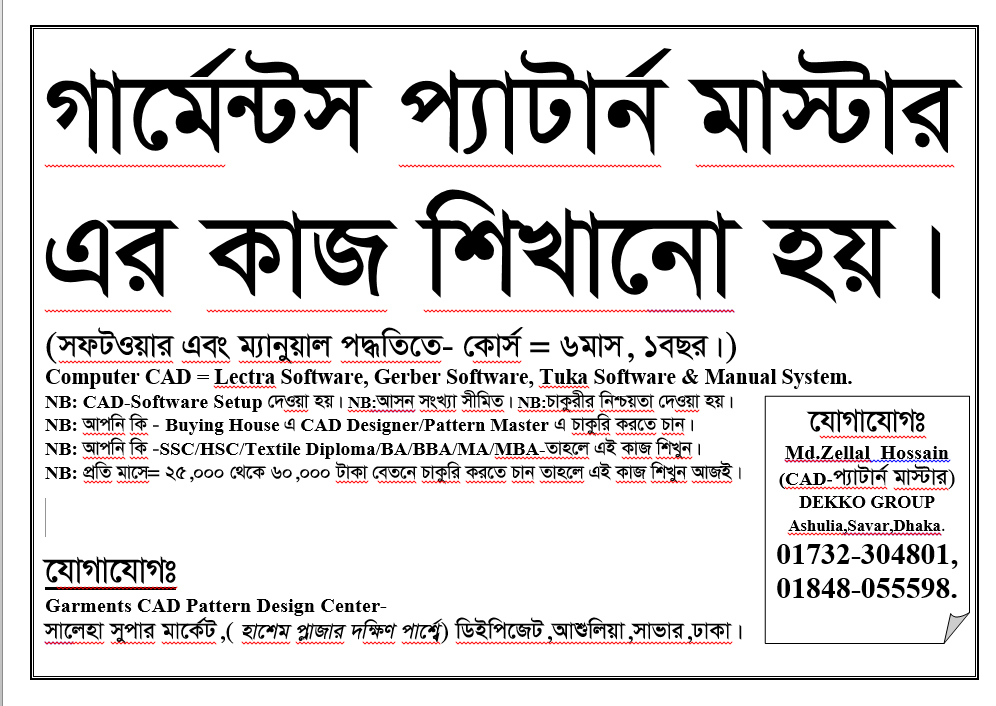 গার্মেন্টস প্যাটার্ন মাস্টার
এর কাজ শিখানো হয় ।
(সফটওয়ার এবং ম্যানুয়াল পদ্ধতিতে- কোর্স = ৬মাস , ১বছর ।)
Computer CAD = Lectra Software, Gerber Software, Tuka Software & Manual System.
NB: CAD-Software Setup দেওয়া হয় । NB:আসন সংখ্যা সীমিত । NB:চাকুরীর নিশ্চয়তা দেওয়া হয় ।
NB: আপনি কি - Buying House এ CAD Designer/Pattern Master এ চাকুরি করতে চান ।
NB: আপনি কি -SSC/HSC/Textile Diploma/BA/BBA/MA/MBA-তাহলে এই কাজ শিখুন ।
NB: প্রতি মাসে= ২৫,০০০ থেকে ৬০,০০০ টাকা বেতনে চাকুরি করতে চান তাহলে এই কাজ শিখুন আজই ।
যোগাযোগঃ
Garments CAD Pattern Design Center-
সালেহা সুপার মার্কেট ,( হাশেম প্লাজার দক্ষিণ পার্শ্বে) ডিইপিজেট ,আশুলিয়া ,সাভার ,ঢাকা ।
যোগাযোগঃ
Md.Zellal Hossain
(CAD-প্যাটার্ন মাস্টার)
DEKKO GROUP
Ashulia,Savar,Dhaka.
01732-304801,
01848-055598.